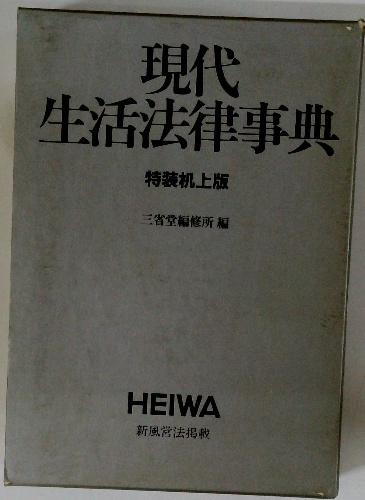 現代
生活法律事典
特装机上版
三省堂編修所 編
HEIWA
新風営法掲載